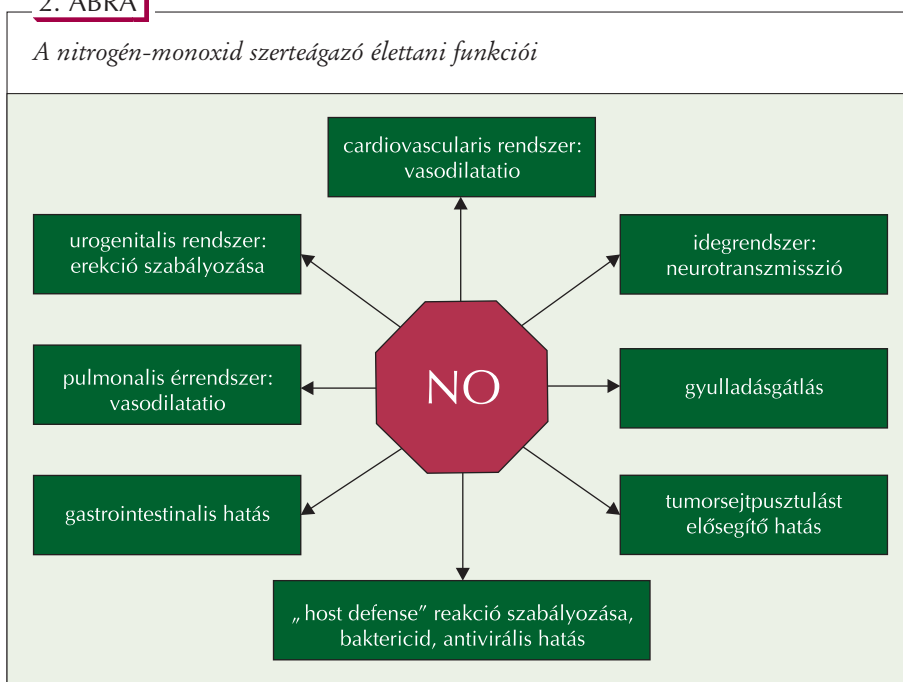 2. ÁBRA
A nitrogén-monoxid szerteágazó élettani funkciói
cardiovascularis rendszer:
vasodilatatio
urogenitalis rendszer:
erekció szabályozása
idegrendszer:
neurotranszmisszió
pulmonalis érrendszer:
vasodilatatio
NO
gyulladásgátlás
gastrointestinalis hatás
tumorsejtpusztulást
elősegítő hatás
„host defense” reakció szabályozása,
baktericid, antivirális hatás